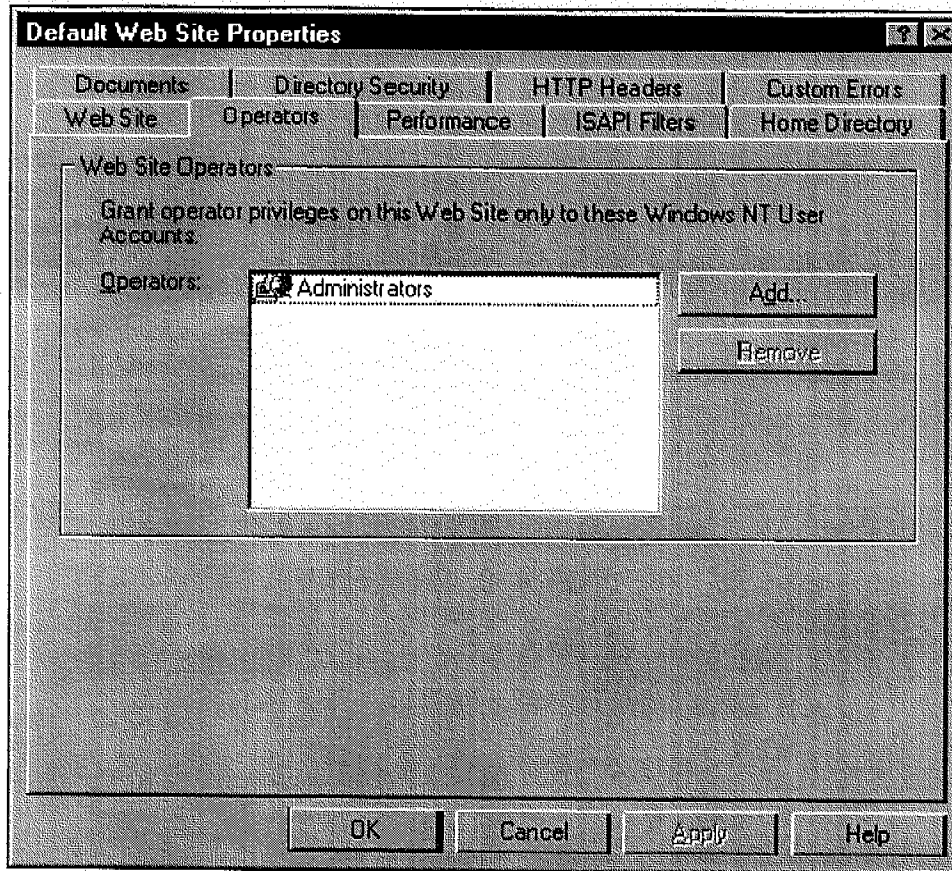 Default Web Site Properties
Documents Directory Security HTTP Headers Custom Errors
Web Site Operators Performance ISAPI Filters Home Directory
Web Site Operators
Grant operator privileges on this Web Site only to these Windows NT User
Accounts.
Operators: Administrators Add...
Remove
OK Cancel Apply Help